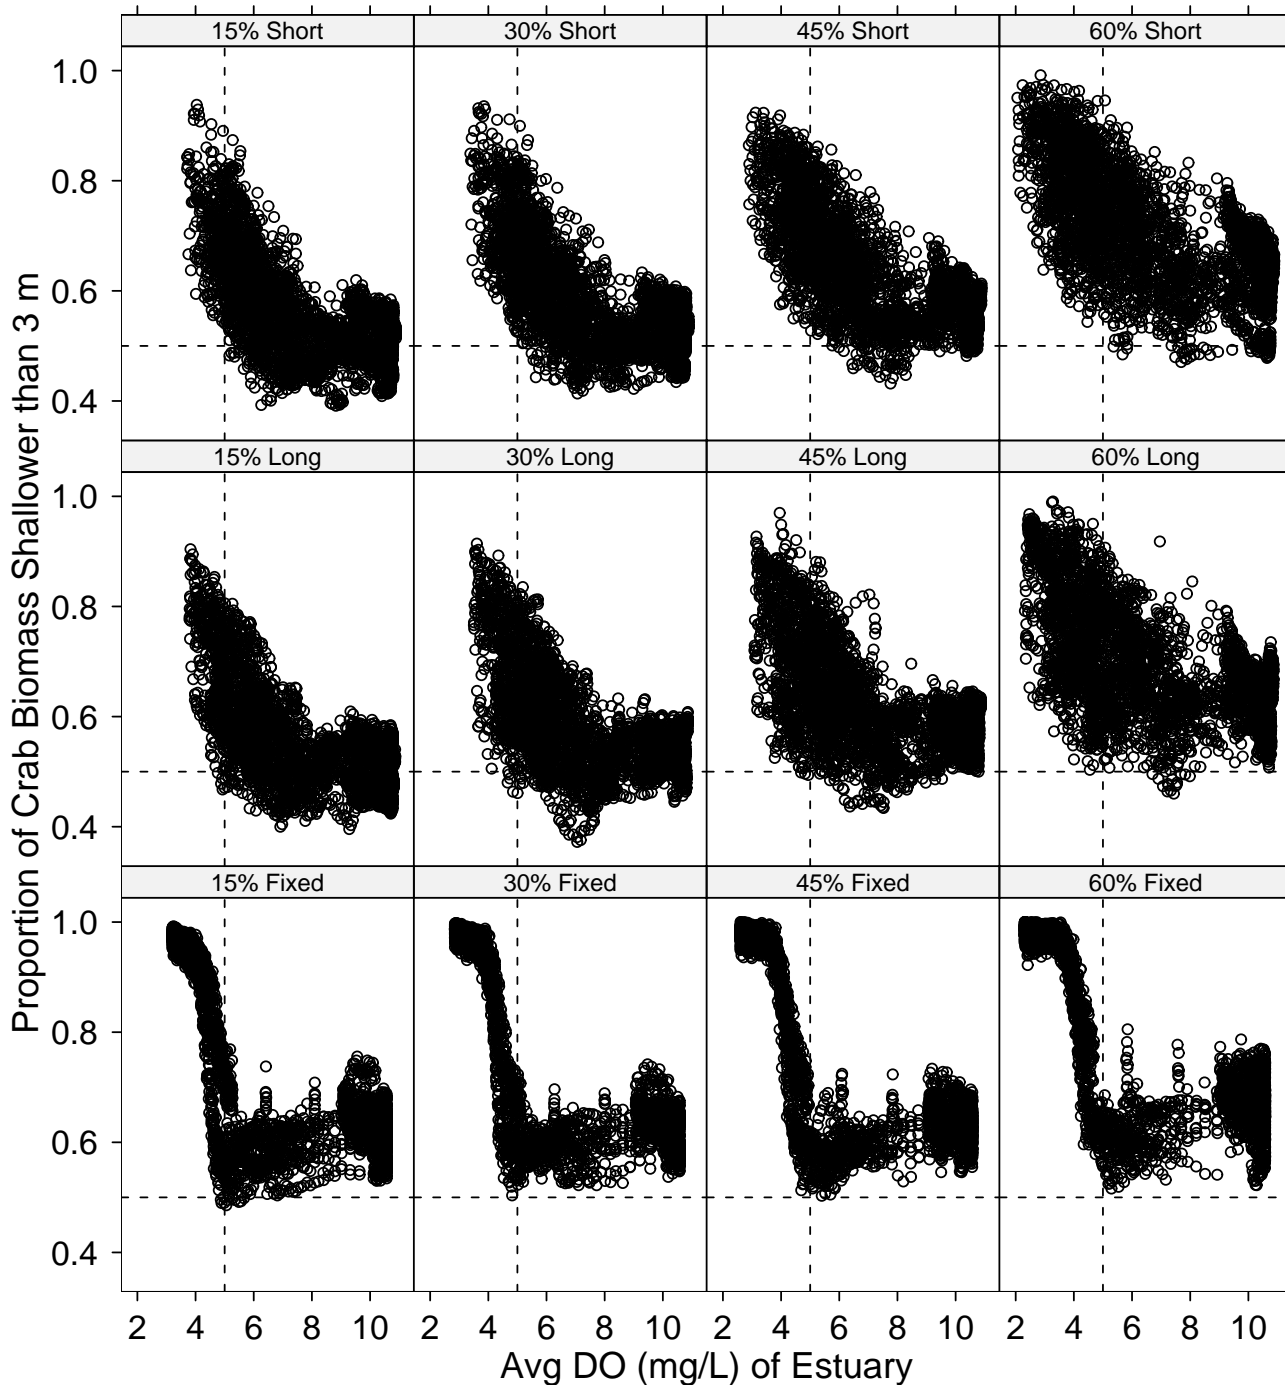 15% Short 30% Short 45% Short 60% Short
1.0
0.8
0.6
0.4
15% Long 30% Long 45% Long 60% Long
1.0
0.8
0.6
0.4
15% Fixed 30% Fixed 45% Fixed 60% Fixed
1.0
0.8
0.6
0.4
2 4 6 8 10 2 4 6 8 10 2 4 6 8 10 2 4 6 8 10
Avg DO (mg/L) of Estuary
Proportion of Crab Biomass Shallower than 3 m